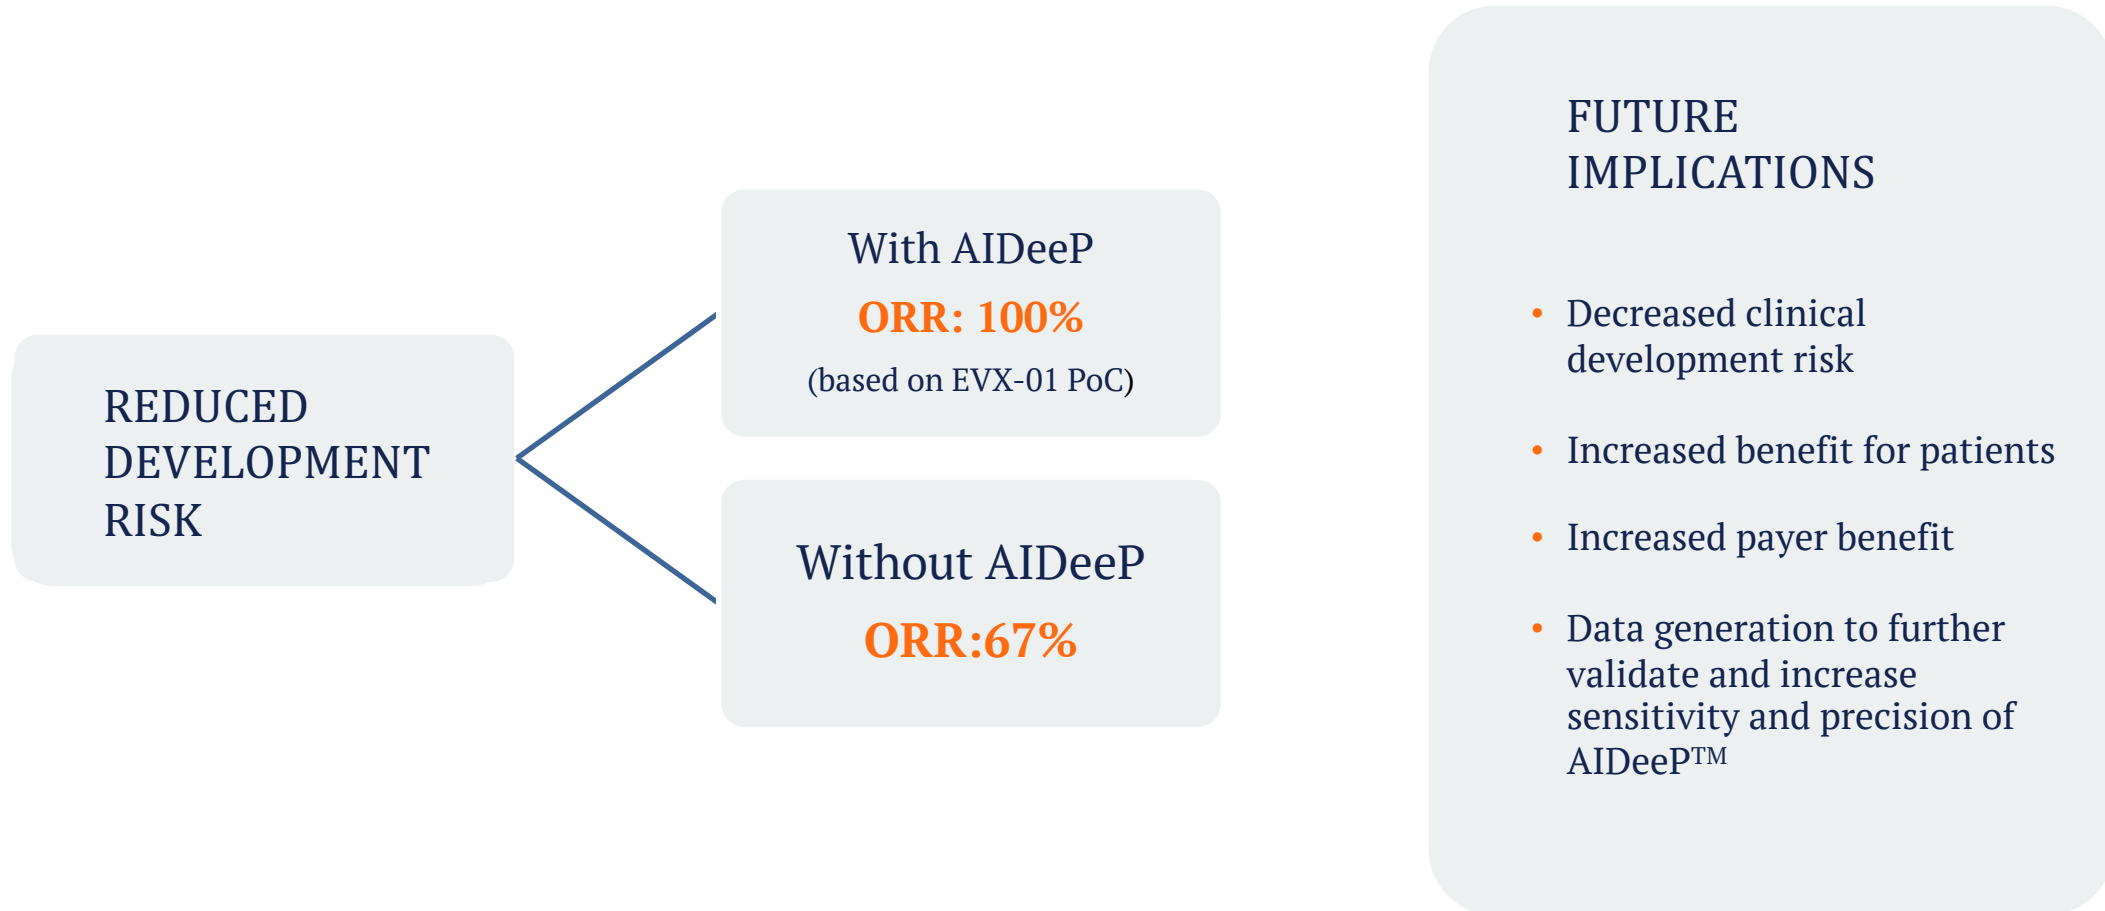 REDUCED
DEVELOPMENT
RISK
With AIDeeP
ORR: 100%
(based on EVX-01 PoC)
Without AIDeeP
ORR:67%
FUTURE
IMPLICATIONS
• Decreased clinical
development risk
• Increased benefit for patients
• Increased payer benefit
• Data generation to further
validate and increase
sensitivity and precision of
AIDeeP™